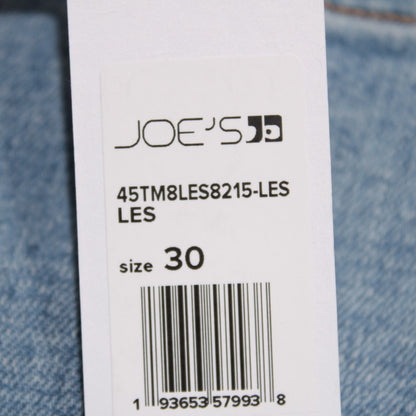 JOE'S
45TM8LES8215-LES
LES
size 30
1 93653 57993 8